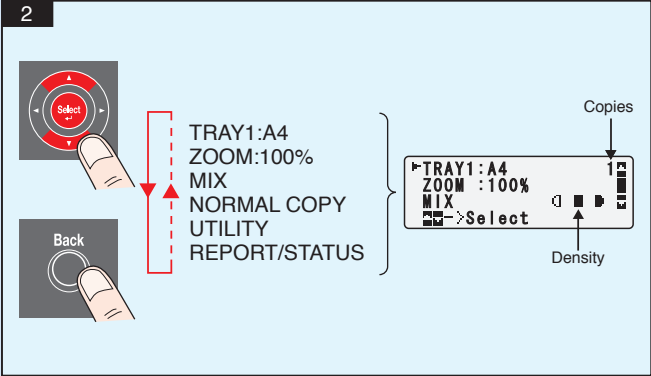 2
Select
Back
TRAY1:A4
ZOOM:100%
MIX
NORMAL COPY
UTILITY
REPORT/STATUS
Copies
TRAY1:A4 1
ZOOM :100%
MIX
->Select
Density